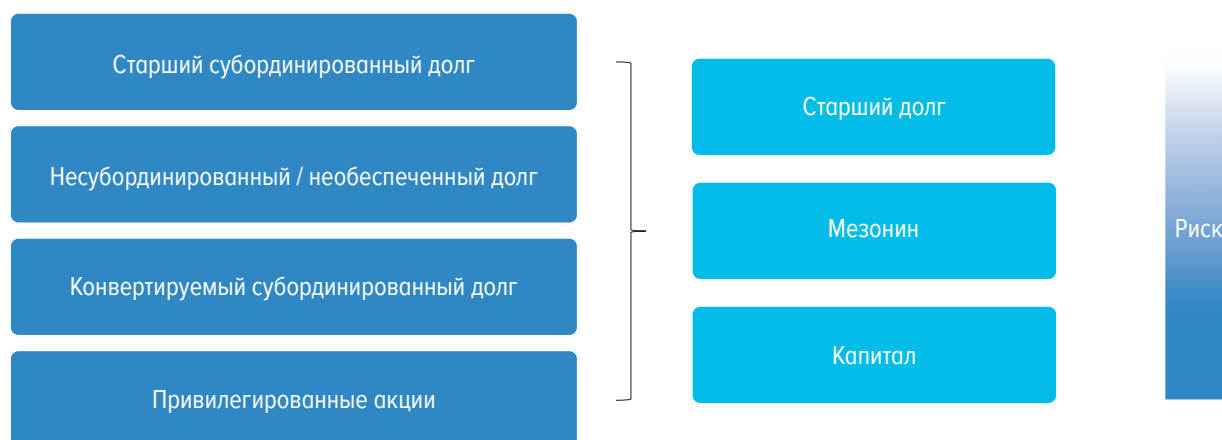 Старший субординированный долг
Несубординированный / необеспеченный долг
Конвертируемый субординированный долг
Привилегированные акции
Старший долг
Мезонин
Капитал
Риск